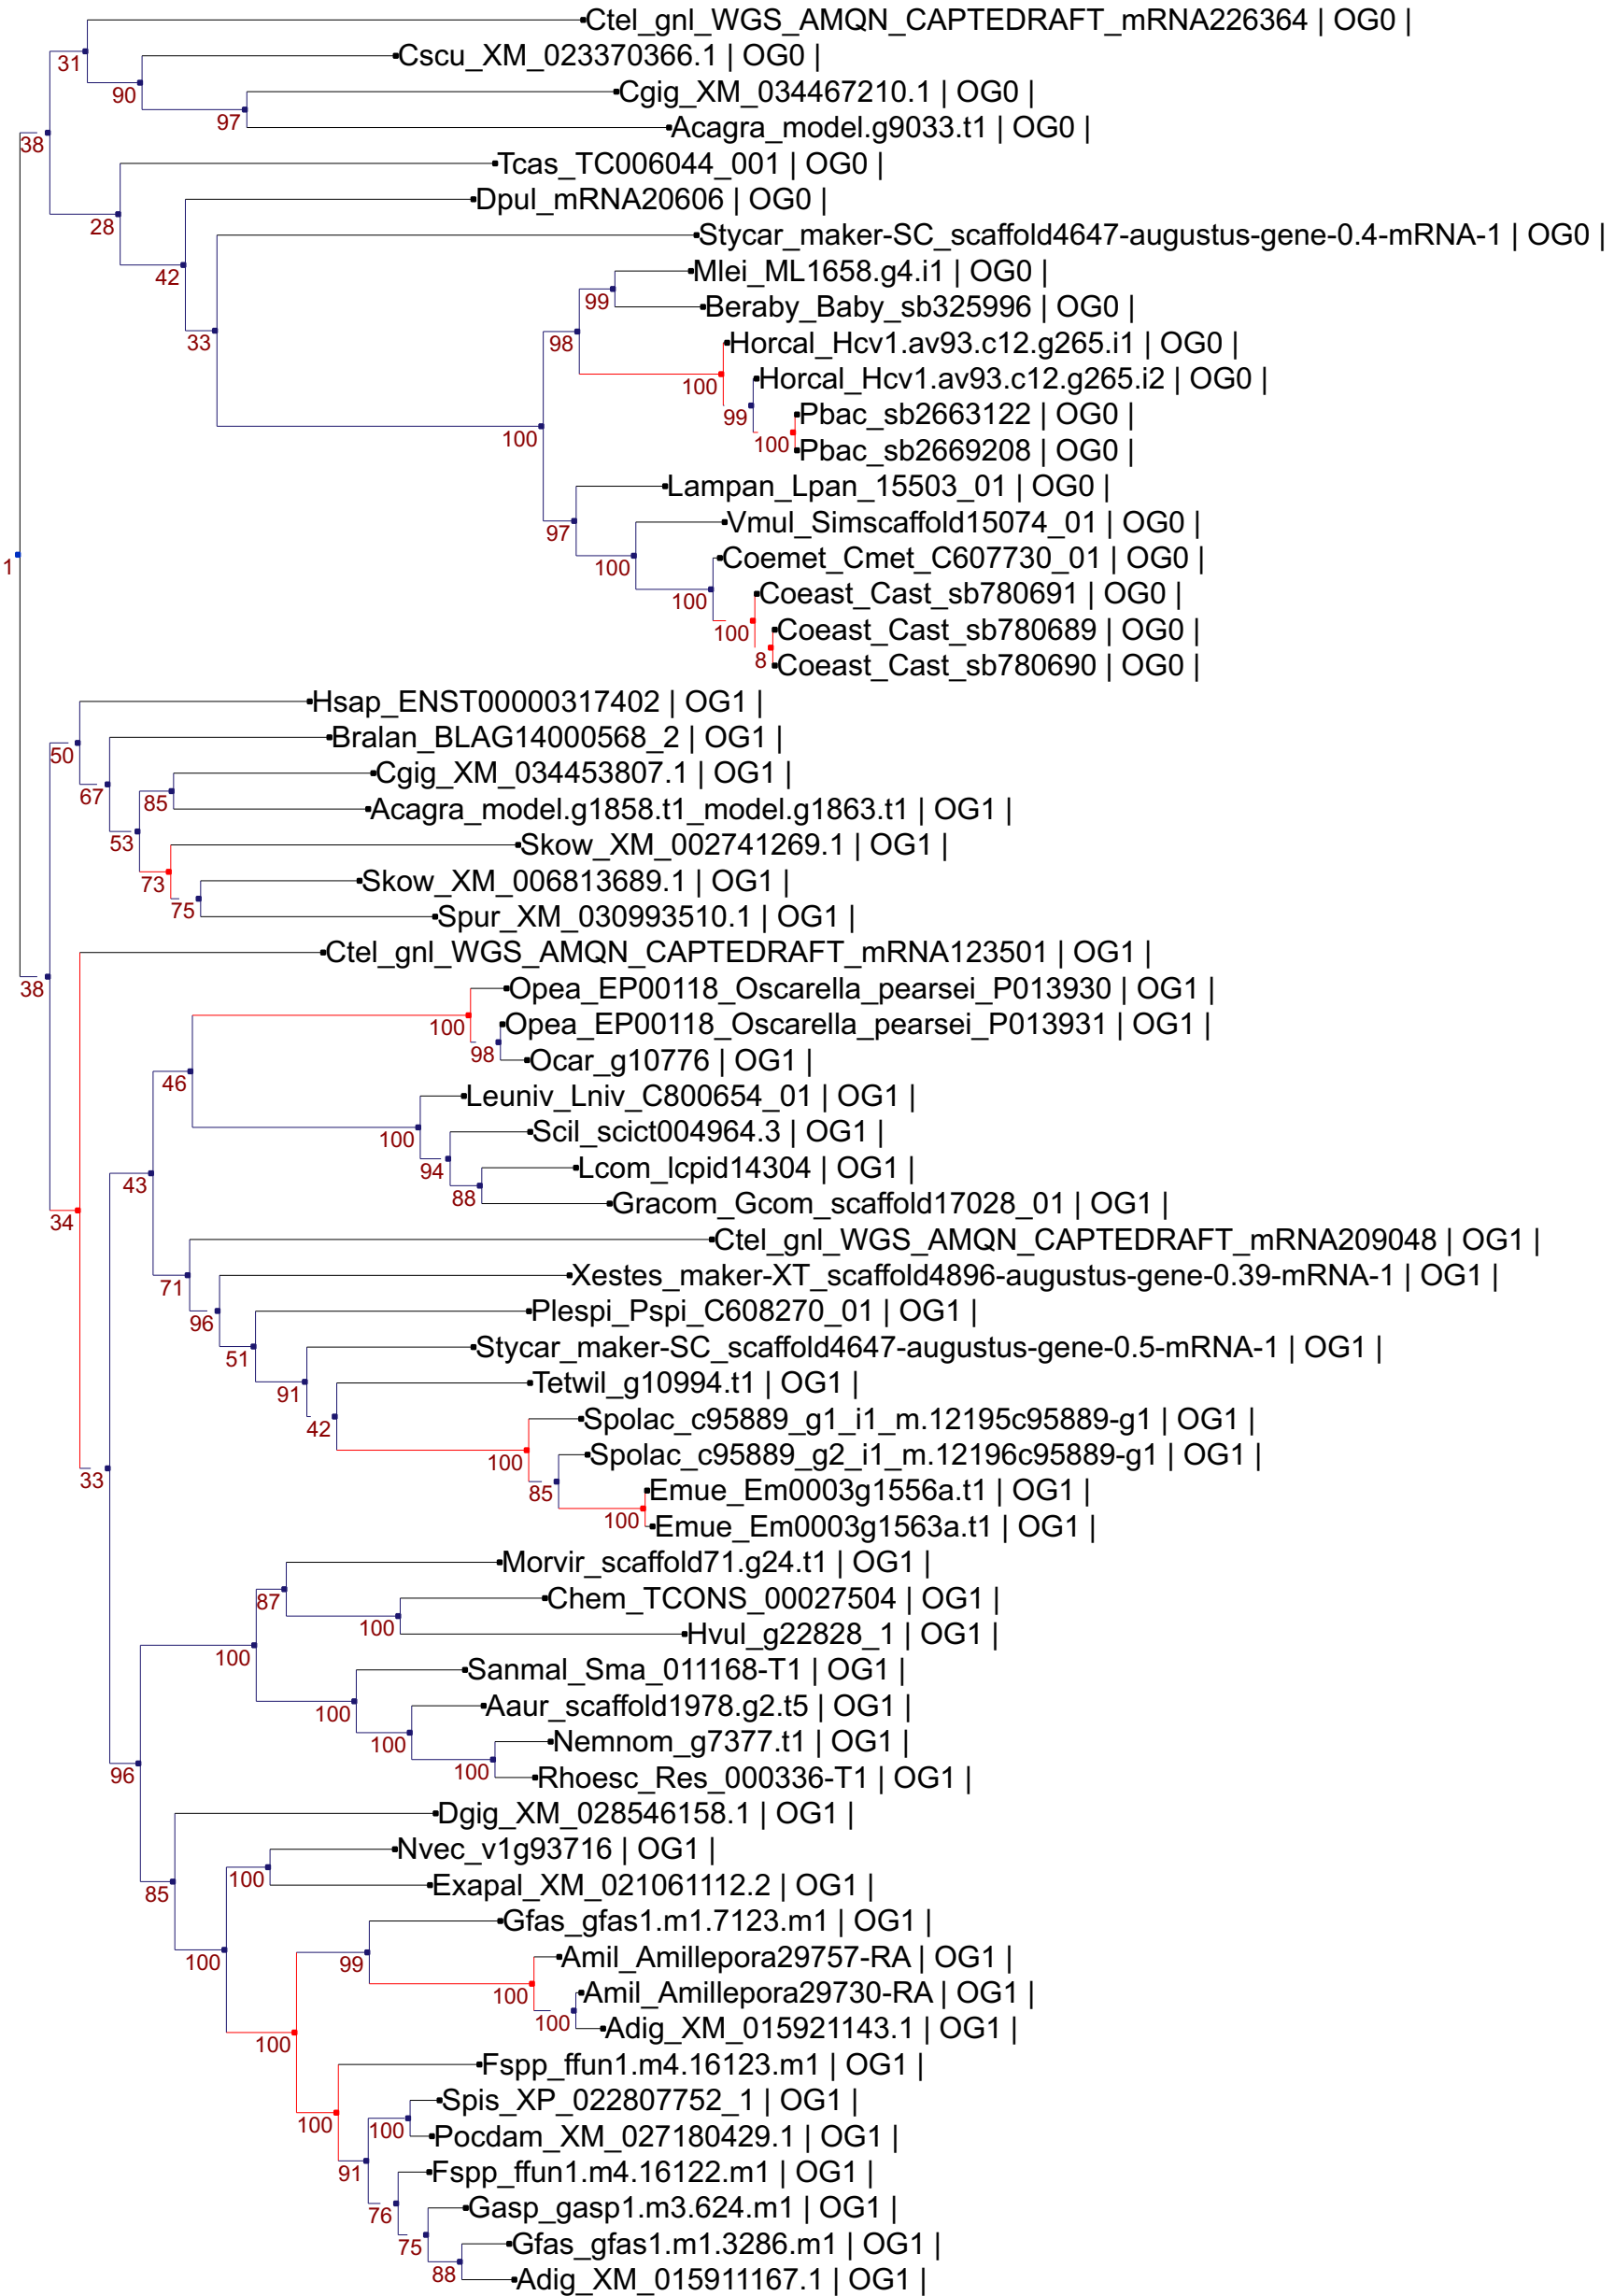 Ctel_gnl_WGS_AMQN_CAPTEDRAFT_mRNA226364 | OG0 |
31
Cscu_XM_023370366.1 | OG0 |
90
Cgig_XM_034467210.1 | OG0 |
97
Acagra_model.g9033.t1 | OG0 |
38
Tcas_TC006044_001 | OG0 |
28
Dpul_mRNA20606 | OG0 |
42
Stycar_maker-SC_scaffold4647-augustus-gene-0.4-mRNA-1 | OG0 |
33
Mlei_ML1658.g4.i1 | OG0 |
99
Beraby_Baby_sb325996 | OG0 |
98
Horcal_Hcv1.av93.c12.g265.i1 | OG0 |
100
Horcal_Hcv1.av93.c12.g265.i2 | OG0 |
99
Pbac_sb2663122 | OG0 |
100
Pbac_sb2669208 | OG0 |
100
Lampan_Lpan_15503_01 | OG0 |
97
Vmul_Simscaffold15074_01 | OG0 |
100
Coemet_Cmet_C607730_01 | OG0 |
1
100
Coeast_Cast_sb780691 | OG0 |
100
Coeast_Cast_sb780689 | OG0 |
8
Coeast_Cast_sb780690 | OG0 |
Hsap_ENST00000317402 | OG1 |
50
Bralan_BLAG14000568_2 | OG1 |
67
Cgig_XM_034453807.1 | OG1 |
85
Acagra_model.g1858.t1_model.g1863.t1 | OG1 |
53
Skow_XM_002741269.1 | OG1 |
73
Skow_XM_006813689.1 | OG1 |
75
Spur_XM_030993510.1 | OG1 |
Ctel_gnl_WGS_AMQN_CAPTEDRAFT_mRNA123501 | OG1 |
38
Opea_EP00118_Oscarella_pearsei_P013930 | OG1 |
100
Opea_EP00118_Oscarella_pearsei_P013931 | OG1 |
98
Ocar_g10776 | OG1 |
46
Leuniv_Lniv_C800654_01 | OG1 |
100
Scil_scict004964.3 | OG1 |
94
Lcom_lcpid14304 | OG1 |
43
88
Gracom_Gcom_scaffold17028_01 | OG1 |
34
Ctel_gnl_WGS_AMQN_CAPTEDRAFT_mRNA209048 | OG1 |
71
Xestes_maker-XT_scaffold4896-augustus-gene-0.39-mRNA-1 | OG1 |
96
Plespi_Pspi_C608270_01 | OG1 |
51
Stycar_maker-SC_scaffold4647-augustus-gene-0.5-mRNA-1 | OG1 |
91
Tetwil_g10994.t1 | OG1 |
42
Spolac_c95889_g1_i1_m.12195c95889-g1 | OG1 |
100
Spolac_c95889_g2_i1_m.12196c95889-g1 | OG1 |
33
85
Emue_Em0003g1556a.t1 | OG1 |
100
Emue_Em0003g1563a.t1 | OG1 |
Morvir_scaffold71.g24.t1 | OG1 |
87
Chem_TCONS_00027504 | OG1 |
100
Hvul_g22828_1 | OG1 |
100
Sanmal_Sma_011168-T1 | OG1 |
100
Aaur_scaffold1978.g2.t5 | OG1 |
100
Nemnom_g7377.t1 | OG1 |
100
96
Rhoesc_Res_000336-T1 | OG1 |
Dgig_XM_028546158.1 | OG1 |
Nvec_v1g93716 | OG1 |
100
85
Exapal_XM_021061112.2 | OG1 |
Gfas_gfas1.m1.7123.m1 | OG1 |
99
100
Amil_Amillepora29757-RA | OG1 |
100
Amil_Amillepora29730-RA | OG1 |
100
Adig_XM_015921143.1 | OG1 |
100
Fspp_ffun1.m4.16123.m1 | OG1 |
Spis_XP_022807752_1 | OG1 |
100
100
Pocdam_XM_027180429.1 | OG1 |
91
Fspp_ffun1.m4.16122.m1 | OG1 |
76
Gasp_gasp1.m3.624.m1 | OG1 |
75
Gfas_gfas1.m1.3286.m1 | OG1 |
88
Adig_XM_015911167.1 | OG1 |